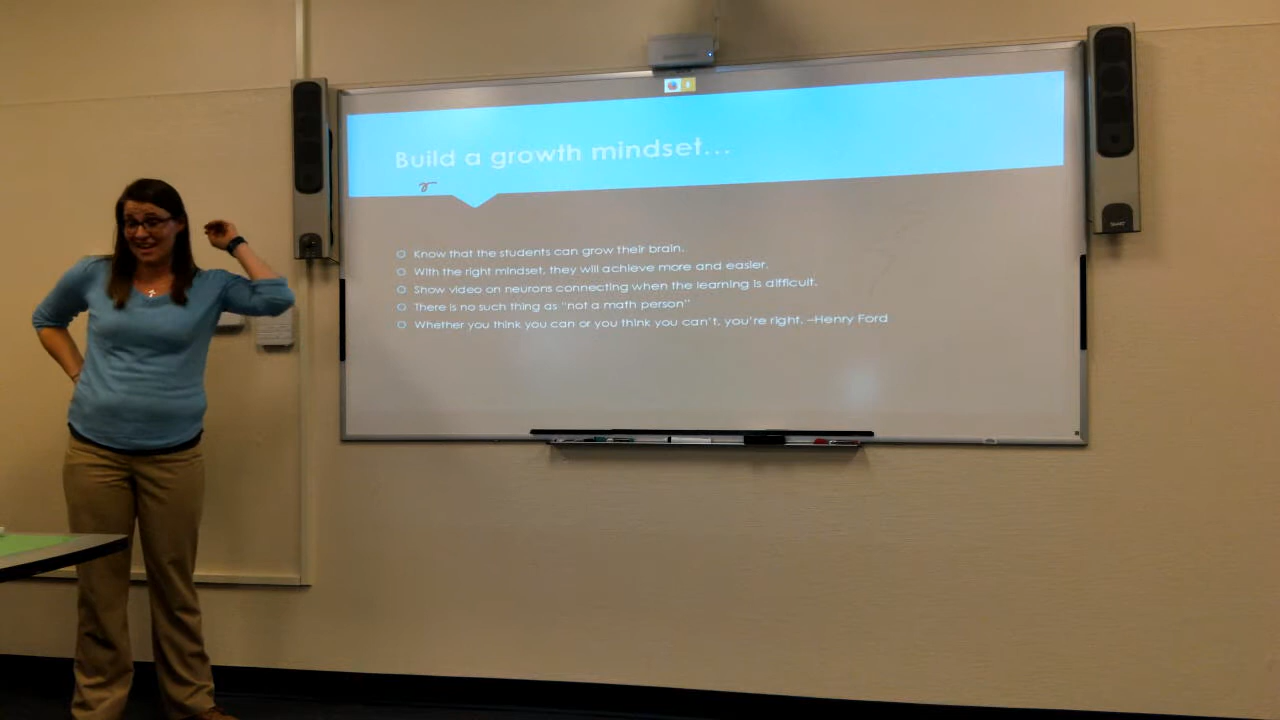 Build a growth mindset...
Know that the students can grow their brain.
With the right mindset, they will achieve more and easier.
Show video on neurons connecting when the learning is difficult.
There is no such thing as “not a math person”
Whether you think you can or you think you can't, you're right. –Henry Ford
SMART